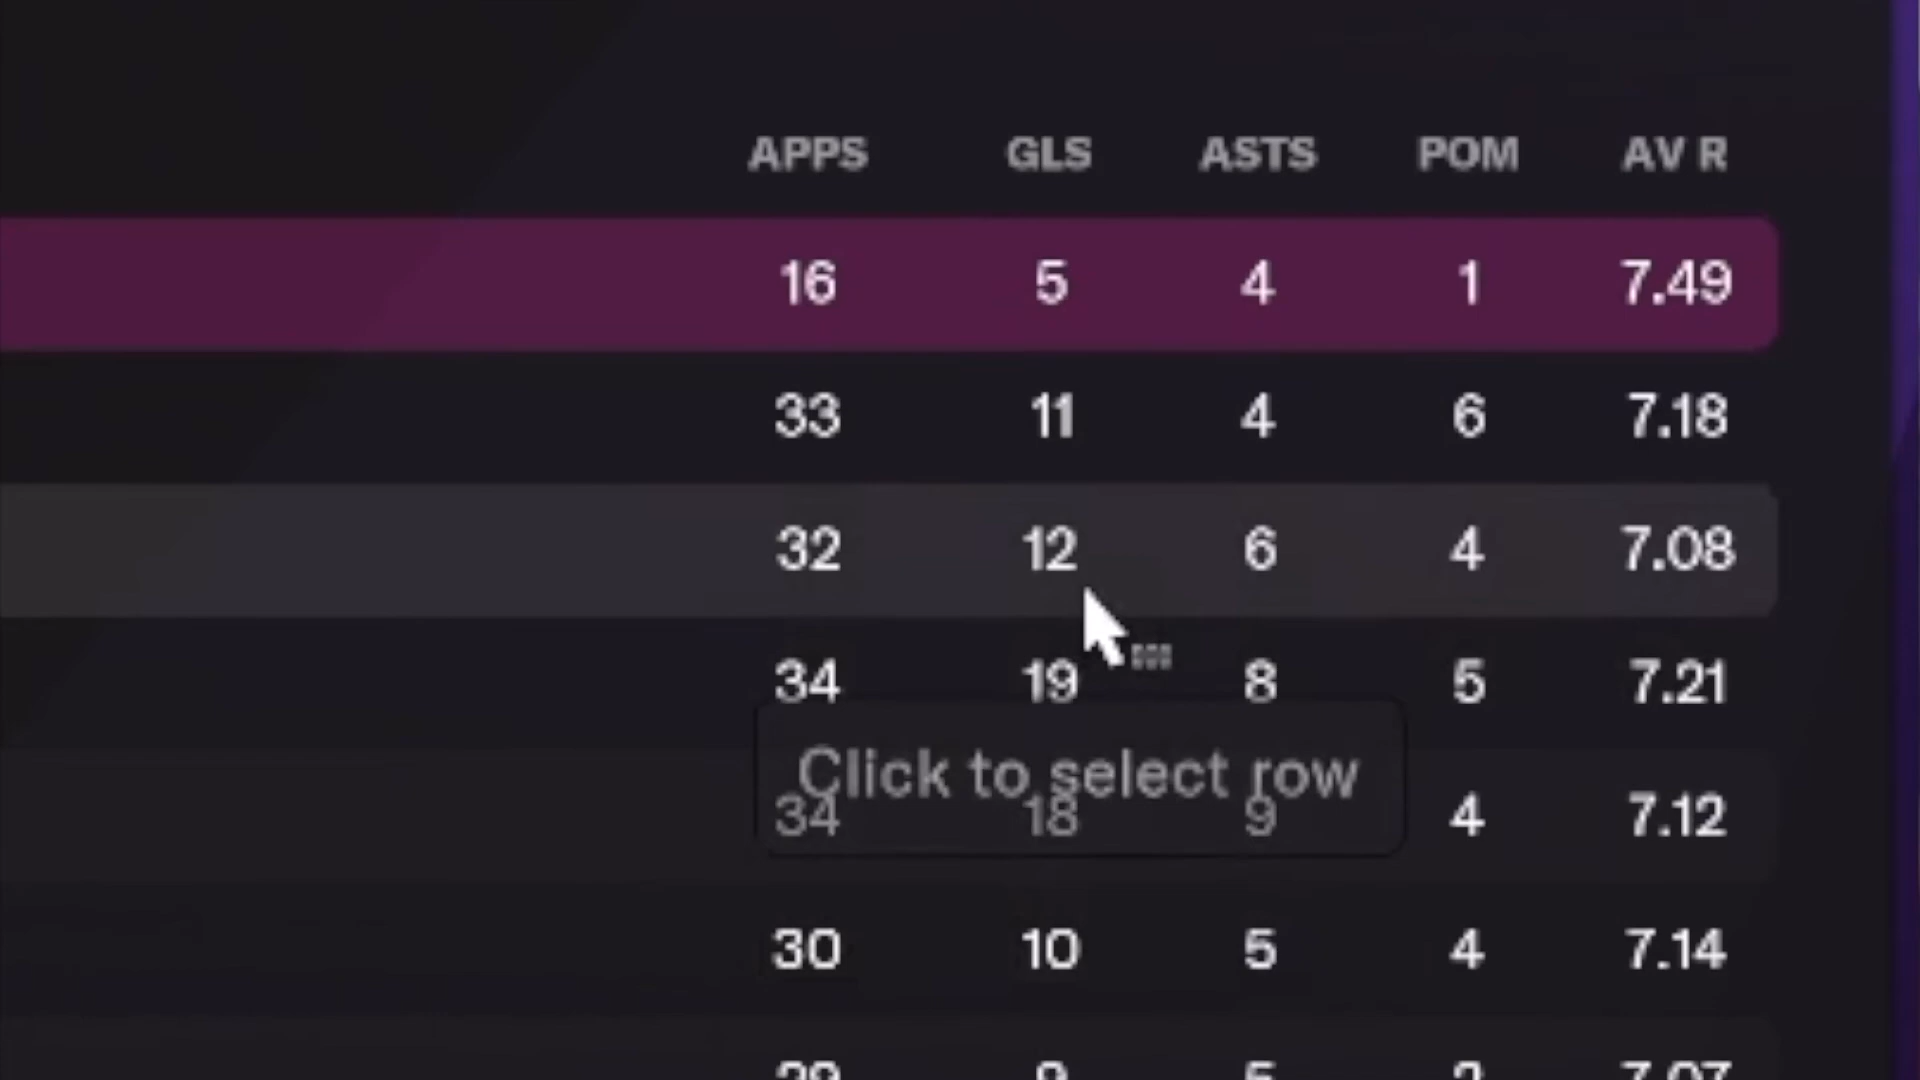 APPS GLS ASTS POM AV R
16 5 4 1 7.49
33 11 4 6 7.18
32 12 6 4 7.08
34 19 8 5 7.21
Click to select row
34 18 9 4 7.12
30 10 5 4 7.14